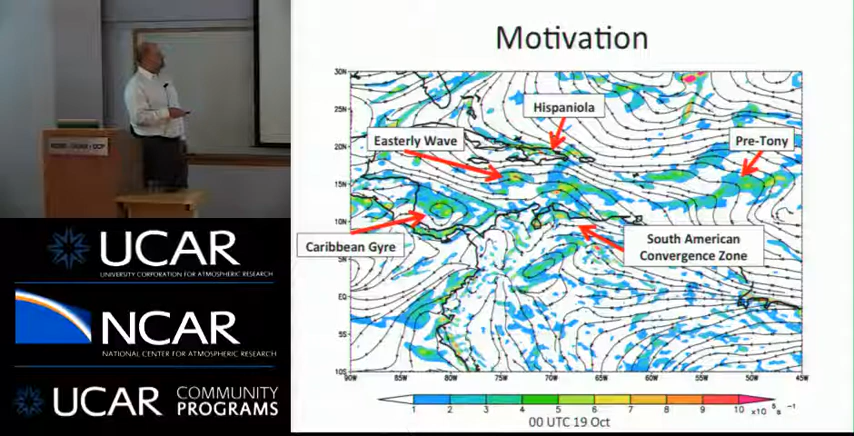 Motivation
30N
25N
20N
15N
10N
5N
EQ
5S
10S
90W
85W
80W
75W
70W
65W
60W
55W
50W
45W
Hispaniola
Easterly Wave
Pre-Tony
Caribbean Gyre
South American
Convergence Zone
1 2 3 4 5 6 7 8 9 10 x10⁵ s⁻¹
00 UTC 19 Oct
UCAR
UNIVERSITY CORPORATION FOR ATMOSPHERIC RESEARCH
NCAR
NATIONAL CENTER FOR ATMOSPHERIC RESEARCH
UCAR COMMUNITY
PROGRAMS